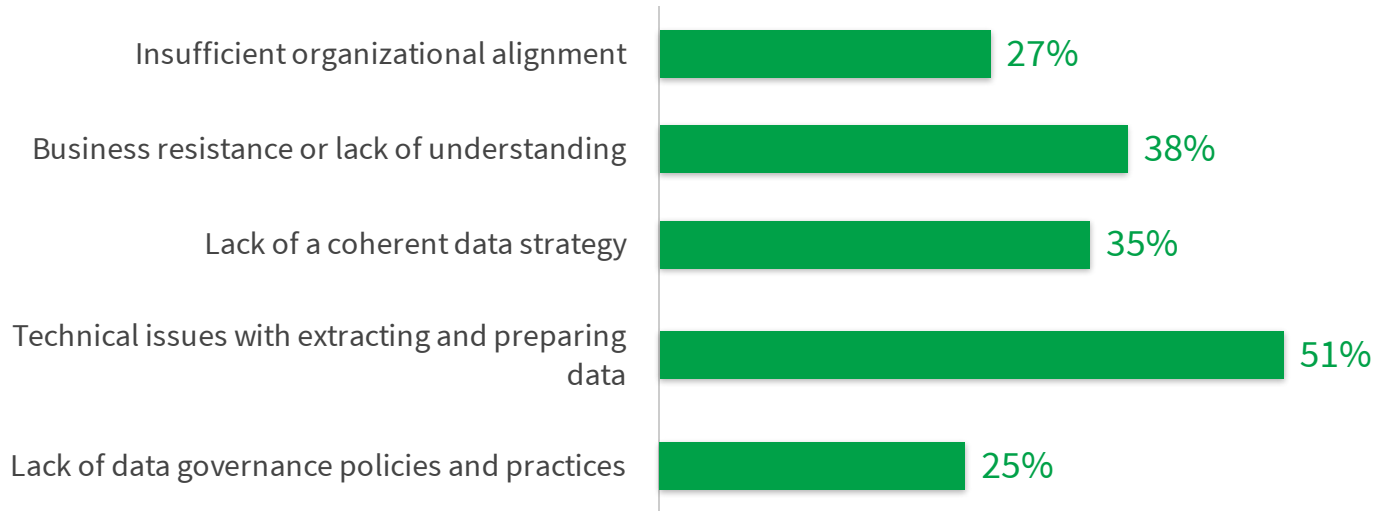 Insufficient organizational alignment 27%
Business resistance or lack of understanding 38%
Lack of a coherent data strategy 35%
Technical issues with extracting and preparing
data 51%
Lack of data governance policies and practices 25%